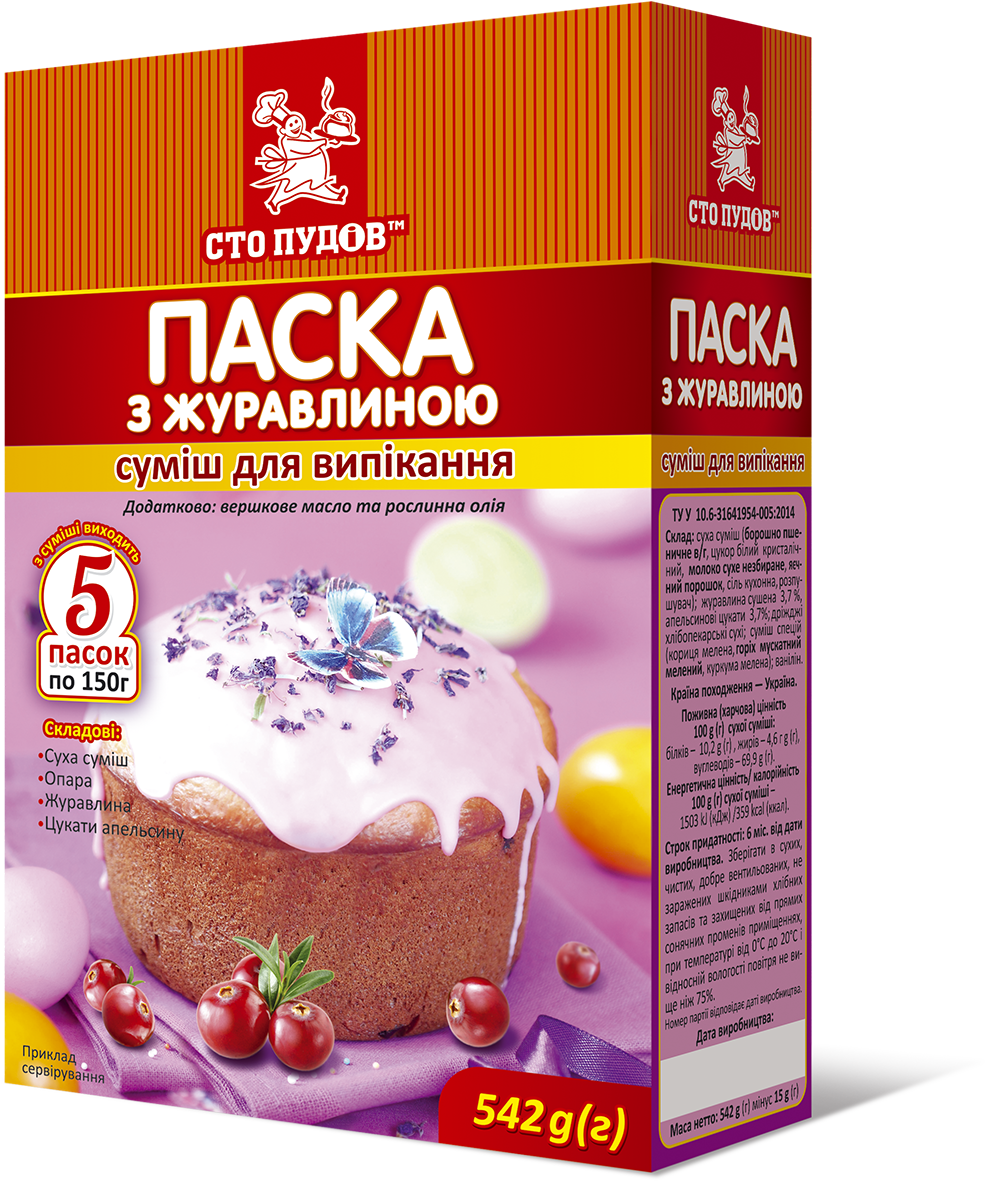 СТО ПУДІВ™
ПАСКА
З ЖУРАВЛИНОЮ
суміш для випікання
Додатково: вершкове масло та рослинна олія
з суміші виходить
5
пасок
по 150г
Складові:
•Суха суміш
•Опара
•Журавлина
•Цукати апельсину
Приклад
сервірування
542 g(г)
СТО ПУДІВ™
ПАСКА
З ЖУРАВЛИНОЮ
суміш для випікання
ТУ У 10.6-31641954-005:2014
Склад: суха суміш (борошно пше-
ничне в/г, цукор білий кристаліч-
ний, молоко сухе незбиране, яєч-
ний порошок, сіль кухонна, розпу-
шувач); журавлина сушена 3,7 %,
апельсинові цукати 3,7%; дріжджі
хлібопекарські сухі; суміш спецій
(кориця мелена, горіх мускатний
мелений, куркума мелена); ванілін.
Країна походження — Україна.
Поживна (харчова) цінність
100 g (г) сухої суміші:
білків – 10,2 g (г) , жирів – 4,6 г g (г),
вуглеводів – 69,9 g (г).
Енергетична цінність/ калорійність
100 g (г) сухої суміші –
1503 kJ (кДж) /359 kcal (ккал).
Строк придатності: 6 міс. від дати
виробництва. Зберігати в сухих,
чистих, добре вентильованих, не
заражених шкідниками хлібних
запасів та захищених від прямих
сонячних променів приміщеннях,
при температурі від 0°С до 20°С і
відносній вологості повітря не ви-
ще ніж 75%.
Номер партії відповідає даті виробництва.
Дата виробництва:
Маса нетто: 542 g (г) мінус 15 g (г)